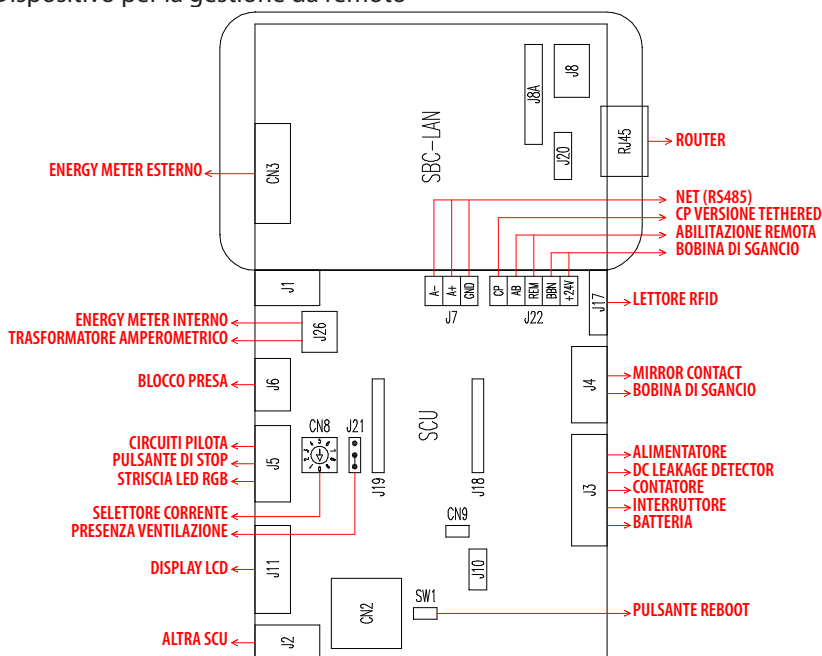 Dispositivo per la gestione da remoto
J8
J8A
J20
RJ45
ROUTER
SBC-LAN
CN3
ENERGY METER ESTERNO
NET (RS485)
CP VERSIONE TETHERED
ABILITAZIONE REMOTA
BOBINA DI SGANCIO
A-
A+
GND
CP
AB
REM
BBN
+24V
J1
J7
J22
J17
LETTORE RFID
ENERGY METER INTERNO
TRASFORMATORE AMPEROMETRICO
J26
BLOCCO PRESA
J6
J4
MIRROR CONTACT
BOBINA DI SGANCIO
SCU
CN8
J21
CIRCUITI PILOTA
PULSANTE DI STOP
STRISCIA LED RGB
J5
J19
J18
J3
ALIMENTATORE
DC LEAKAGE DETECTOR
CONTATORE
INTERRUTTORE
BATTERIA
SELETTORE CORRENTE
PRESENZA VENTILAZIONE
CN9
DISPLAY LCD
J11
J10
CN2
SW1
PULSANTE REBOOT
ALTRA SCU
J2